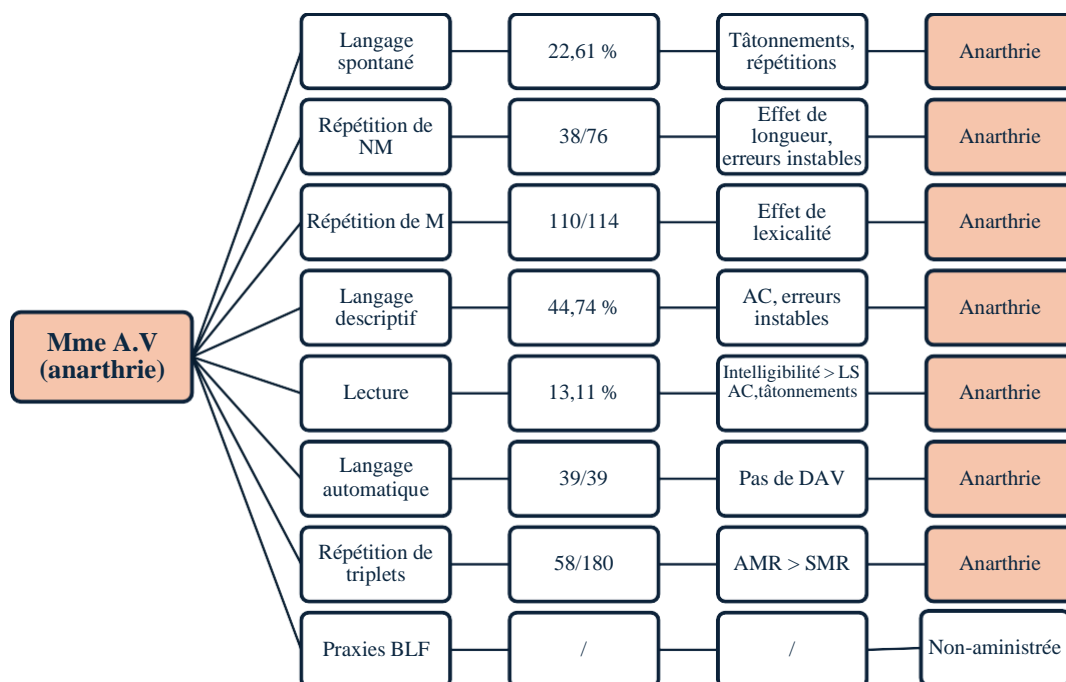 Langage
spontané
22,61 %
Tâtonnements,
répétitions
Anarthrie
Répétition de
NM
38/76
Effet de
longueur,
erreurs instables
Anarthrie
Répétition de M
110/114
Effet de
lexicalité
Anarthrie
Langage
descriptif
44,74 %
AC, erreurs
instables
Anarthrie
Mme A.V
(anarthrie)
Lecture
13,11 %
Intelligibilité > LS
AC,tâtonnements
Anarthrie
Langage
automatique
39/39
Pas de DAV
Anarthrie
Répétition de
triplets
58/180
AMR > SMR
Anarthrie
Praxies BLF
/
/
Non-aministrée